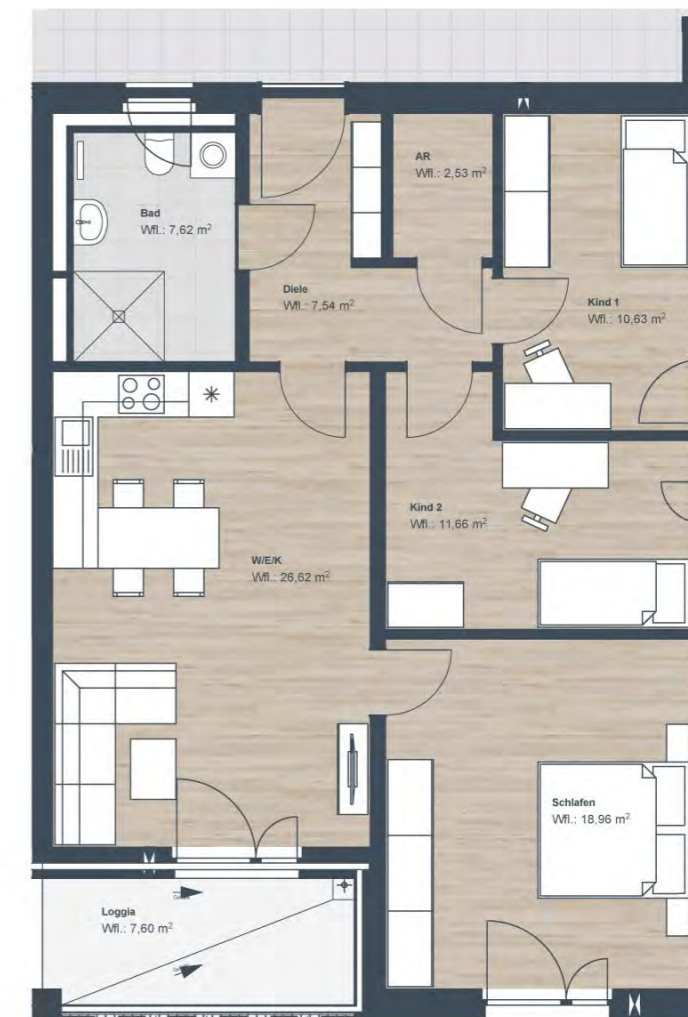 AR
Wfl.: 2,53 m²
Bad
Wfl.: 7,62 m²
Diele
Wfl.: 7,54 m²
Kind 1
Wfl.: 10,63 m²
Kind 2
Wfl.: 11,66 m²
W/E/K
Wfl.: 26,62 m²
Schlafen
Wfl.: 18,96 m²
Loggia
Wfl.: 7,60 m²